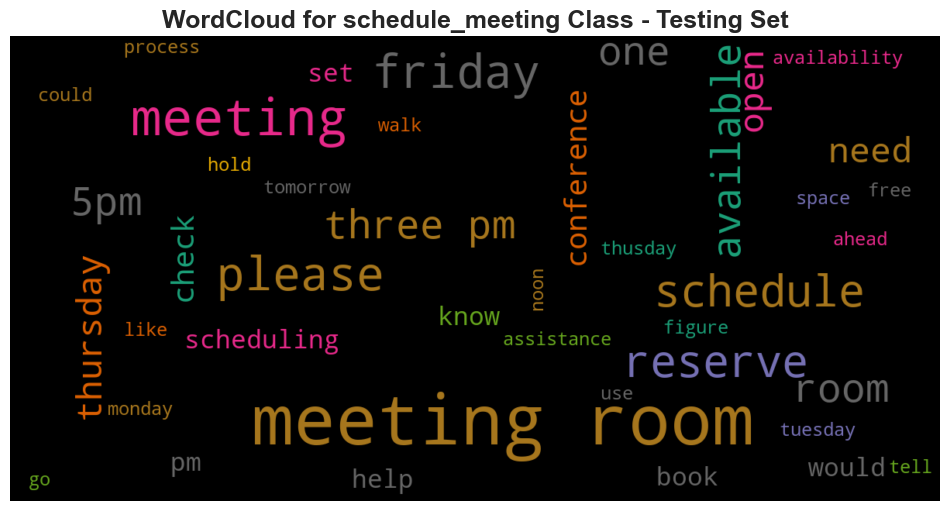 WordCloud for schedule_meeting Class - Testing Set
process
set
friday
one
availability
could
meeting
walk
conference
available
open
need
hold
tomorrow
space
free
5pm
check
three pm
thusday
ahead
thursday
please
noon
schedule
like
scheduling
know
assistance
figure
reserve
monday
meeting room
use
room
tuesday
go
pm
help
book
would
tell